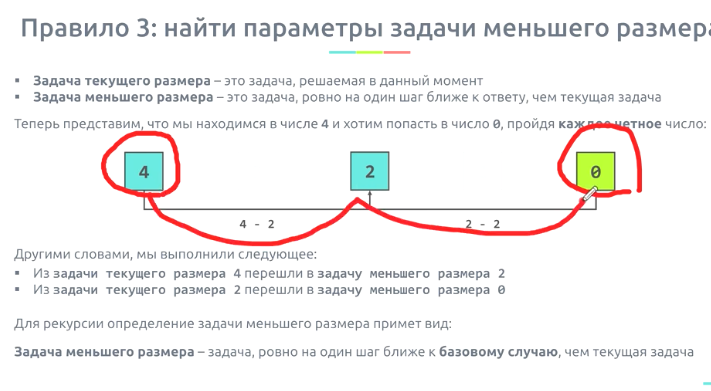 Правило 3: найти параметры задачи меньшего размера
Задача текущего размера – это задача, решаемая в данный момент
Задача меньшего размера – это задача, ровно на один шаг ближе к ответу, чем текущая задача
Теперь представим, что мы находимся в числе 4 и хотим попасть в число 0, пройдя каждое четное число:
4 2 0
4 - 2 2 - 2
Другими словами, мы выполнили следующее:
Из задачи текущего размера 4 перешли в задачу меньшего размера 2
Из задачи текущего размера 2 перешли в задачу меньшего размера 0
Для рекурсии определение задачи меньшего размера примет вид:
Задача меньшего размера – задача, ровно на один шаг ближе к базовому случаю, чем текущая задача